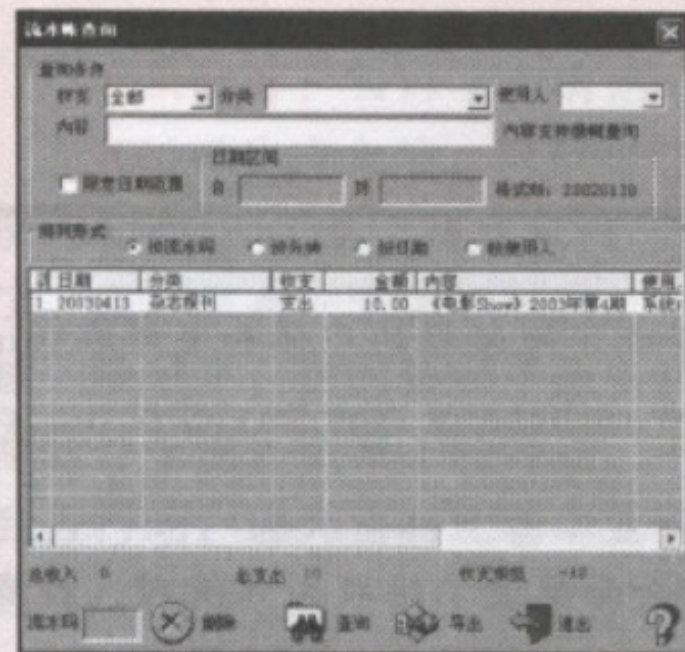 流水帐查询
查询条件
收支 全部 分类 使用人
内容 内容支持模糊查询
日期区间
限定日期范围 自 到 格式如: 20020130
排列形式
按流水码 按分类 按日期 按使用人
日期 分类 收支 金额 内容 使用
1 20030415 杂志报刊 支出 10.00 《电影Show》2003年第4期 系统
总收入 0 总支出 10 收支相抵 -10
流水码 删除 查询 导出 退出